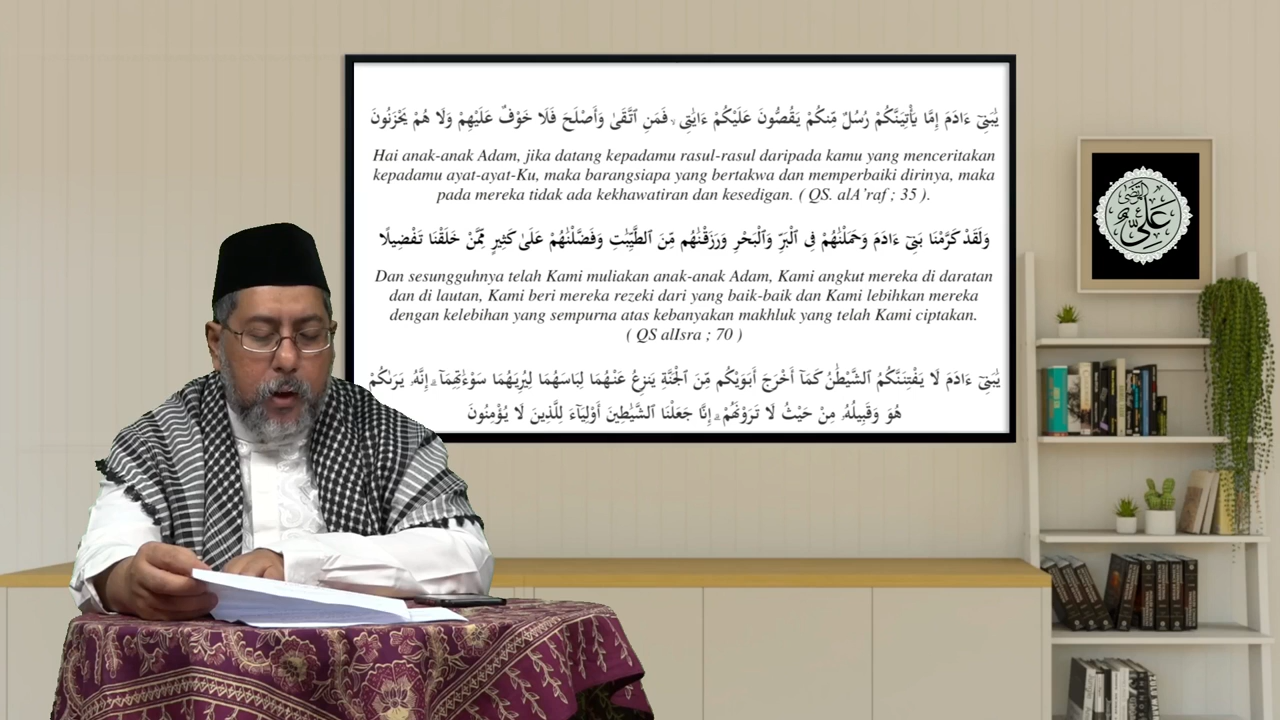 يَٰبَنِىٓ ءَادَمَ إِمَّا يَأْتِيَنَّكُمْ رُسُلٌ مِّنكُمْ يَقُصُّونَ عَلَيْكُمْ ءَايَٰتِى ۙ فَمَنِ ٱتَّقَىٰ وَأَصْلَحَ فَلَا خَوْفٌ عَلَيْهِمْ وَلَا هُمْ يَحْزَنُونَ
Hai anak-anak Adam, jika datang kepadamu rasul-rasul daripada kamu yang menceritakan
kepadamu ayat-ayat-Ku, maka barangsiapa yang bertakwa dan memperbaiki dirinya, maka
pada mereka tidak ada kekhawatiran dan kesedigan. ( QS. alA’raf ; 35 ).
وَلَقَدْ كَرَّمْنَا بَنِىٓ ءَادَمَ وَحَمَلْنَٰهُمْ فِى ٱلْبَرِّ وَٱلْبَحْرِ وَرَزَقْنَٰهُم مِّنَ ٱلطَّيِّبَٰتِ وَفَضَّلْنَٰهُمْ عَلَىٰ كَثِيرٍ مِّمَّنْ خَلَقْنَا تَفْضِيلًا
Dan sesungguhnya telah Kami muliakan anak-anak Adam, Kami angkut mereka di daratan
dan di lautan, Kami beri mereka rezeki dari yang baik-baik dan Kami lebihkan mereka
dengan kelebihan yang sempurna atas kebanyakan makhluk yang telah Kami ciptakan.
( QS alIsra ; 70 )
يَٰبَنِىٓ ءَادَمَ لَا يَفْتِنَنَّكُمُ ٱلشَّيْطَٰنُ كَمَآ أَخْرَجَ أَبَوَيْكُم مِّنَ ٱلْجَنَّةِ يَنزِعُ عَنْهُمَا لِبَاسَهُمَا لِيُرِيَهُمَا سَوْءَٰتِهِمَآ ۗ إِنَّهُۥ يَرَىٰكُمْ
هُوَ وَقَبِيلُهُۥ مِنْ حَيْثُ لَا تَرَوْنَهُمْ ۗ إِنَّا جَعَلْنَا ٱلشَّيَٰطِينَ أَوْلِيَآءَ لِلَّذِينَ لَا يُؤْمِنُونَ
عَلِيّ
المرتضى